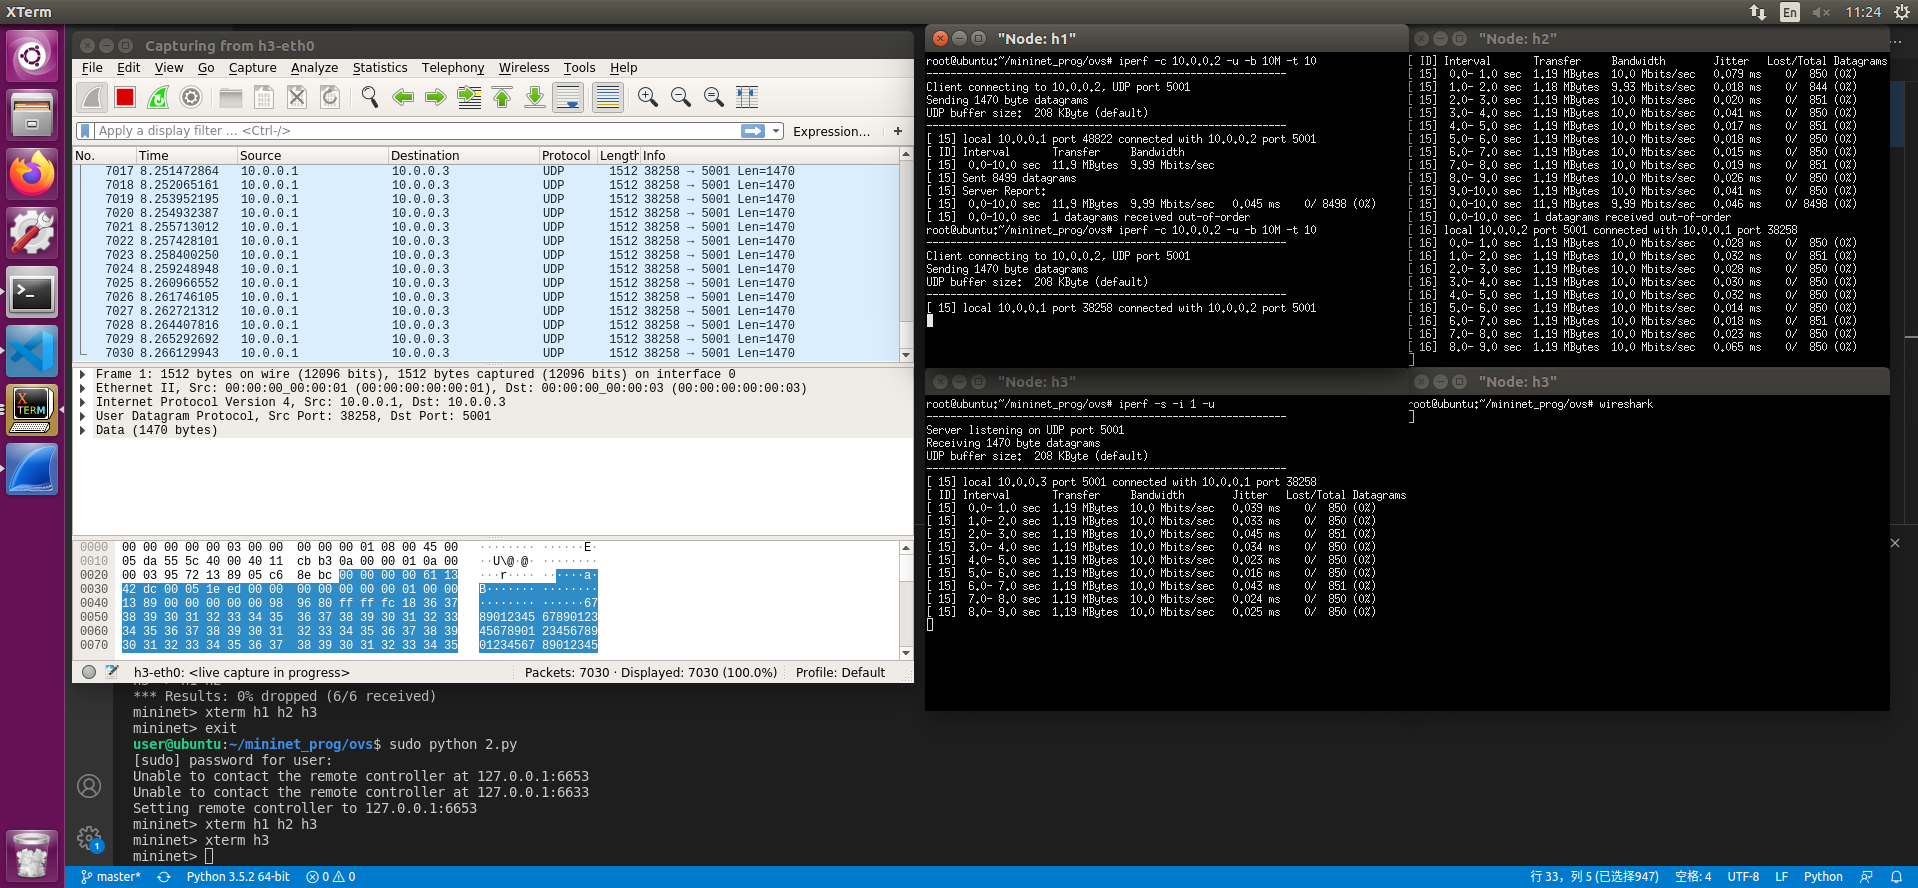 XTerm
En
11:24
Capturing from h3-eth0
File Edit View Go Capture Analyze Statistics Telephony Wireless Tools Help
Apply a display filter … <Ctrl-/>
Expression…
+
No. Time Source Destination Protocol Length Info
7017 8.251472864 10.0.0.1 10.0.0.3 UDP 1512 38258 → 5001 Len=1470
7018 8.252065161 10.0.0.1 10.0.0.3 UDP 1512 38258 → 5001 Len=1470
7019 8.253952195 10.0.0.1 10.0.0.3 UDP 1512 38258 → 5001 Len=1470
7020 8.254932387 10.0.0.1 10.0.0.3 UDP 1512 38258 → 5001 Len=1470
7021 8.255713012 10.0.0.1 10.0.0.3 UDP 1512 38258 → 5001 Len=1470
7022 8.257428101 10.0.0.1 10.0.0.3 UDP 1512 38258 → 5001 Len=1470
7023 8.258400250 10.0.0.1 10.0.0.3 UDP 1512 38258 → 5001 Len=1470
7024 8.259248948 10.0.0.1 10.0.0.3 UDP 1512 38258 → 5001 Len=1470
7025 8.260966552 10.0.0.1 10.0.0.3 UDP 1512 38258 → 5001 Len=1470
7026 8.261746105 10.0.0.1 10.0.0.3 UDP 1512 38258 → 5001 Len=1470
7027 8.262721312 10.0.0.1 10.0.0.3 UDP 1512 38258 → 5001 Len=1470
7028 8.264407816 10.0.0.1 10.0.0.3 UDP 1512 38258 → 5001 Len=1470
7029 8.265292692 10.0.0.1 10.0.0.3 UDP 1512 38258 → 5001 Len=1470
7030 8.266129943 10.0.0.1 10.0.0.3 UDP 1512 38258 → 5001 Len=1470
Frame 1: 1512 bytes on wire (12096 bits), 1512 bytes captured (12096 bits) on interface 0
Ethernet II, Src: 00:00:00_00:00:01 (00:00:00:00:00:01), Dst: 00:00:00_00:00:03 (00:00:00:00:00:03)
Internet Protocol Version 4, Src: 10.0.0.1, Dst: 10.0.0.3
User Datagram Protocol, Src Port: 38258, Dst Port: 5001
Data (1470 bytes)
0000 00 00 00 00 00 03 00 00 00 00 00 01 08 00 45 00 ········ ······E·
0010 05 da 55 5c 40 00 40 11 cb b3 0a 00 00 01 0a 00 ··U\@·@· ········
0020 00 03 95 72 13 89 05 c6 8e bc 00 00 00 00 61 13 ···r···· ······a·
0030 42 dc 00 05 1e ed 00 00 00 00 00 00 00 01 00 00 B······· ········
0040 13 89 00 00 00 00 00 98 96 80 ff ff fc 18 36 37 ········ ······67
0050 38 39 30 31 32 33 34 35 36 37 38 39 30 31 32 33 89012345 67890123
0060 34 35 36 37 38 39 30 31 32 33 34 35 36 37 38 39 45678901 23456789
0070 30 31 32 33 34 35 36 37 38 39 30 31 32 33 34 35 01234567 89012345
h3-eth0: <live capture in progress>
Packets: 7030 · Displayed: 7030 (100.0%)
Profile: Default
"Node: h1"
root@ubuntu:~/mininet_prog/ovs# iperf -c 10.0.0.2 -u -b 10M -t 10
------------------------------------------------------------
Client connecting to 10.0.0.2, UDP port 5001
Sending 1470 byte datagrams
UDP buffer size: 208 KByte (default)
------------------------------------------------------------
[ 15] local 10.0.0.1 port 48822 connected with 10.0.0.2 port 5001
[ ID] Interval Transfer Bandwidth
[ 15] 0.0-10.0 sec 11.9 MBytes 9.99 Mbits/sec
[ 15] Sent 8499 datagrams
[ 15] Server Report:
[ 15] 0.0-10.0 sec 11.9 MBytes 9.99 Mbits/sec 0.045 ms 0/ 8498 (0%)
[ 15] 0.0-10.0 sec 1 datagrams received out-of-order
root@ubuntu:~/mininet_prog/ovs# iperf -c 10.0.0.2 -u -b 10M -t 10
------------------------------------------------------------
Client connecting to 10.0.0.2, UDP port 5001
Sending 1470 byte datagrams
UDP buffer size: 208 KByte (default)
------------------------------------------------------------
[ 15] local 10.0.0.1 port 38258 connected with 10.0.0.2 port 5001
"Node: h2"
[ ID] Interval Transfer Bandwidth Jitter Lost/Total Datagrams
[ 15] 0.0- 1.0 sec 1.19 MBytes 10.0 Mbits/sec 0.079 ms 0/ 850 (0%)
[ 15] 1.0- 2.0 sec 1.18 MBytes 9.93 Mbits/sec 0.018 ms 0/ 844 (0%)
[ 15] 2.0- 3.0 sec 1.19 MBytes 10.0 Mbits/sec 0.020 ms 0/ 851 (0%)
[ 15] 3.0- 4.0 sec 1.19 MBytes 10.0 Mbits/sec 0.041 ms 0/ 850 (0%)
[ 15] 4.0- 5.0 sec 1.19 MBytes 10.0 Mbits/sec 0.017 ms 0/ 851 (0%)
[ 15] 5.0- 6.0 sec 1.19 MBytes 10.0 Mbits/sec 0.018 ms 0/ 850 (0%)
[ 15] 6.0- 7.0 sec 1.19 MBytes 10.0 Mbits/sec 0.015 ms 0/ 850 (0%)
[ 15] 7.0- 8.0 sec 1.19 MBytes 10.0 Mbits/sec 0.019 ms 0/ 851 (0%)
[ 15] 8.0- 9.0 sec 1.19 MBytes 10.0 Mbits/sec 0.026 ms 0/ 850 (0%)
[ 15] 9.0-10.0 sec 1.19 MBytes 10.0 Mbits/sec 0.041 ms 0/ 850 (0%)
[ 15] 0.0-10.0 sec 11.9 MBytes 9.99 Mbits/sec 0.046 ms 0/ 8498 (0%)
[ 15] 0.0-10.0 sec 1 datagrams received out-of-order
[ 16] local 10.0.0.2 port 5001 connected with 10.0.0.1 port 38258
[ 16] 0.0- 1.0 sec 1.19 MBytes 10.0 Mbits/sec 0.028 ms 0/ 850 (0%)
[ 16] 1.0- 2.0 sec 1.19 MBytes 10.0 Mbits/sec 0.032 ms 0/ 851 (0%)
[ 16] 2.0- 3.0 sec 1.19 MBytes 10.0 Mbits/sec 0.028 ms 0/ 850 (0%)
[ 16] 3.0- 4.0 sec 1.19 MBytes 10.0 Mbits/sec 0.030 ms 0/ 850 (0%)
[ 16] 4.0- 5.0 sec 1.19 MBytes 10.0 Mbits/sec 0.032 ms 0/ 850 (0%)
[ 16] 5.0- 6.0 sec 1.19 MBytes 10.0 Mbits/sec 0.014 ms 0/ 850 (0%)
[ 16] 6.0- 7.0 sec 1.19 MBytes 10.0 Mbits/sec 0.018 ms 0/ 851 (0%)
[ 16] 7.0- 8.0 sec 1.19 MBytes 10.0 Mbits/sec 0.023 ms 0/ 850 (0%)
[ 16] 8.0- 9.0 sec 1.19 MBytes 10.0 Mbits/sec 0.065 ms 0/ 850 (0%)
"Node: h3"
root@ubuntu:~/mininet_prog/ovs# iperf -s -i 1 -u
------------------------------------------------------------
Server listening on UDP port 5001
Receiving 1470 byte datagrams
UDP buffer size: 208 KByte (default)
------------------------------------------------------------
[ 15] local 10.0.0.3 port 5001 connected with 10.0.0.1 port 38258
[ ID] Interval Transfer Bandwidth Jitter Lost/Total Datagrams
[ 15] 0.0- 1.0 sec 1.19 MBytes 10.0 Mbits/sec 0.039 ms 0/ 850 (0%)
[ 15] 1.0- 2.0 sec 1.19 MBytes 10.0 Mbits/sec 0.033 ms 0/ 850 (0%)
[ 15] 2.0- 3.0 sec 1.19 MBytes 10.0 Mbits/sec 0.045 ms 0/ 851 (0%)
[ 15] 3.0- 4.0 sec 1.19 MBytes 10.0 Mbits/sec 0.034 ms 0/ 850 (0%)
[ 15] 4.0- 5.0 sec 1.19 MBytes 10.0 Mbits/sec 0.023 ms 0/ 850 (0%)
[ 15] 5.0- 6.0 sec 1.19 MBytes 10.0 Mbits/sec 0.016 ms 0/ 850 (0%)
[ 15] 6.0- 7.0 sec 1.19 MBytes 10.0 Mbits/sec 0.043 ms 0/ 851 (0%)
[ 15] 7.0- 8.0 sec 1.19 MBytes 10.0 Mbits/sec 0.024 ms 0/ 850 (0%)
[ 15] 8.0- 9.0 sec 1.19 MBytes 10.0 Mbits/sec 0.025 ms 0/ 850 (0%)
"Node: h3"
root@ubuntu:~/mininet_prog/ovs# wireshark
*** Results: 0% dropped (6/6 received)
mininet> xterm h1 h2 h3
mininet> exit
user@ubuntu:~/mininet_prog/ovs$ sudo python 2.py
[sudo] password for user:
Unable to contact the remote controller at 127.0.0.1:6653
Unable to contact the remote controller at 127.0.0.1:6633
Setting remote controller to 127.0.0.1:6653
mininet> xterm h1 h2 h3
mininet> xterm h3
mininet>
1
master* Python 3.5.2 64-bit 0 0 行 33，列 5 (已选择947) 空格: 4 UTF-8 LF Python